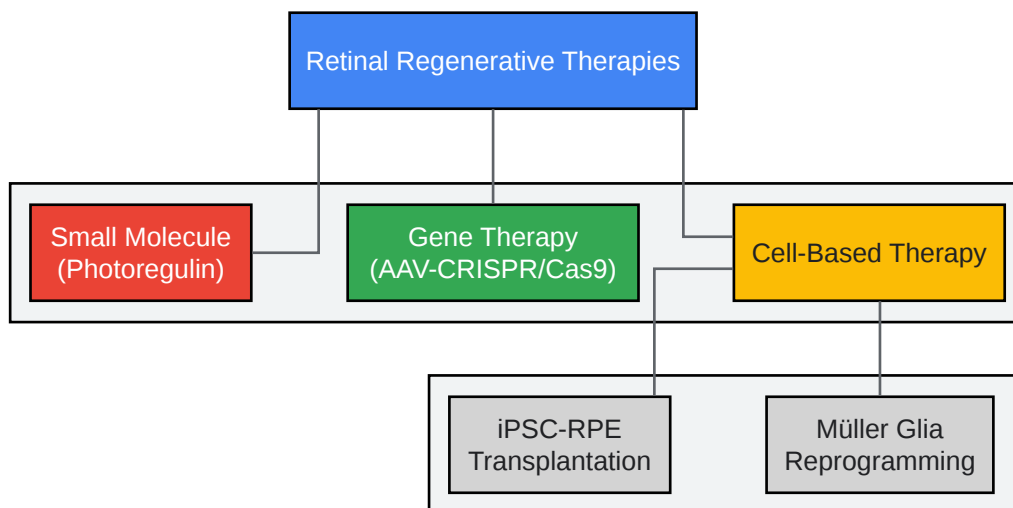 Retinal Regenerative Therapies
Small Molecule
(Photoregulin)
Gene Therapy
(AAV-CRISPR/Cas9)
Cell-Based Therapy
iPSC-RPE
Transplantation
Müller Glia
Reprogramming